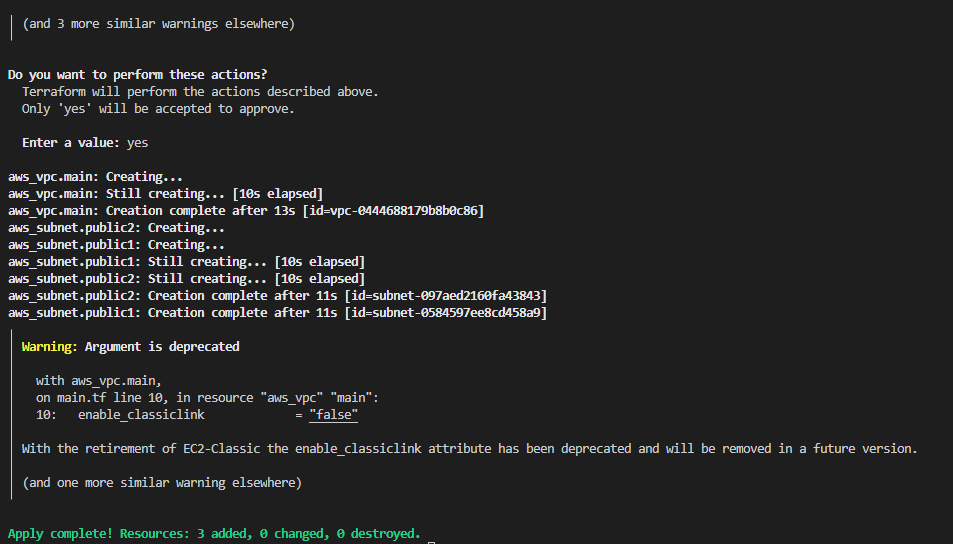 (and 3 more similar warnings elsewhere)
Do you want to perform these actions?
Terraform will perform the actions described above.
Only 'yes' will be accepted to approve.
Enter a value: yes
aws_vpc.main: Creating...
aws_vpc.main: Still creating... [10s elapsed]
aws_vpc.main: Creation complete after 13s [id=vpc-0444688179b8b0c86]
aws_subnet.public2: Creating...
aws_subnet.public1: Creating...
aws_subnet.public1: Still creating... [10s elapsed]
aws_subnet.public2: Still creating... [10s elapsed]
aws_subnet.public2: Creation complete after 11s [id=subnet-097aed2160fa43843]
aws_subnet.public1: Creation complete after 11s [id=subnet-0584597ee8cd458a9]
Warning: Argument is deprecated
with aws_vpc.main,
on main.tf line 10, in resource "aws_vpc" "main":
10:   enable_classiclink             = "false"
With the retirement of EC2-Classic the enable_classiclink attribute has been deprecated and will be removed in a future version.
(and one more similar warning elsewhere)
Apply complete! Resources: 3 added, 0 changed, 0 destroyed.